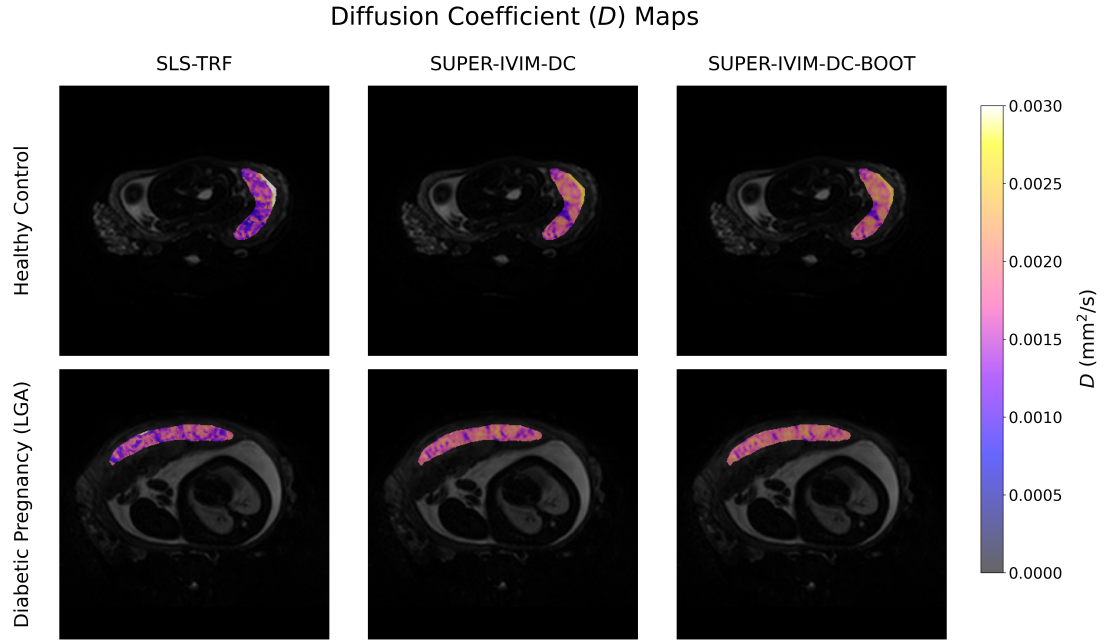 Diffusion Coefficient (D) Maps
SLS-TRF
SUPER-IVIM-DC
SUPER-IVIM-DC-BOOT
Healthy Control
Diabetic Pregnancy (LGA)
0.0030
0.0025
0.0020
0.0015
0.0010
0.0005
0.0000
D (mm²/s)